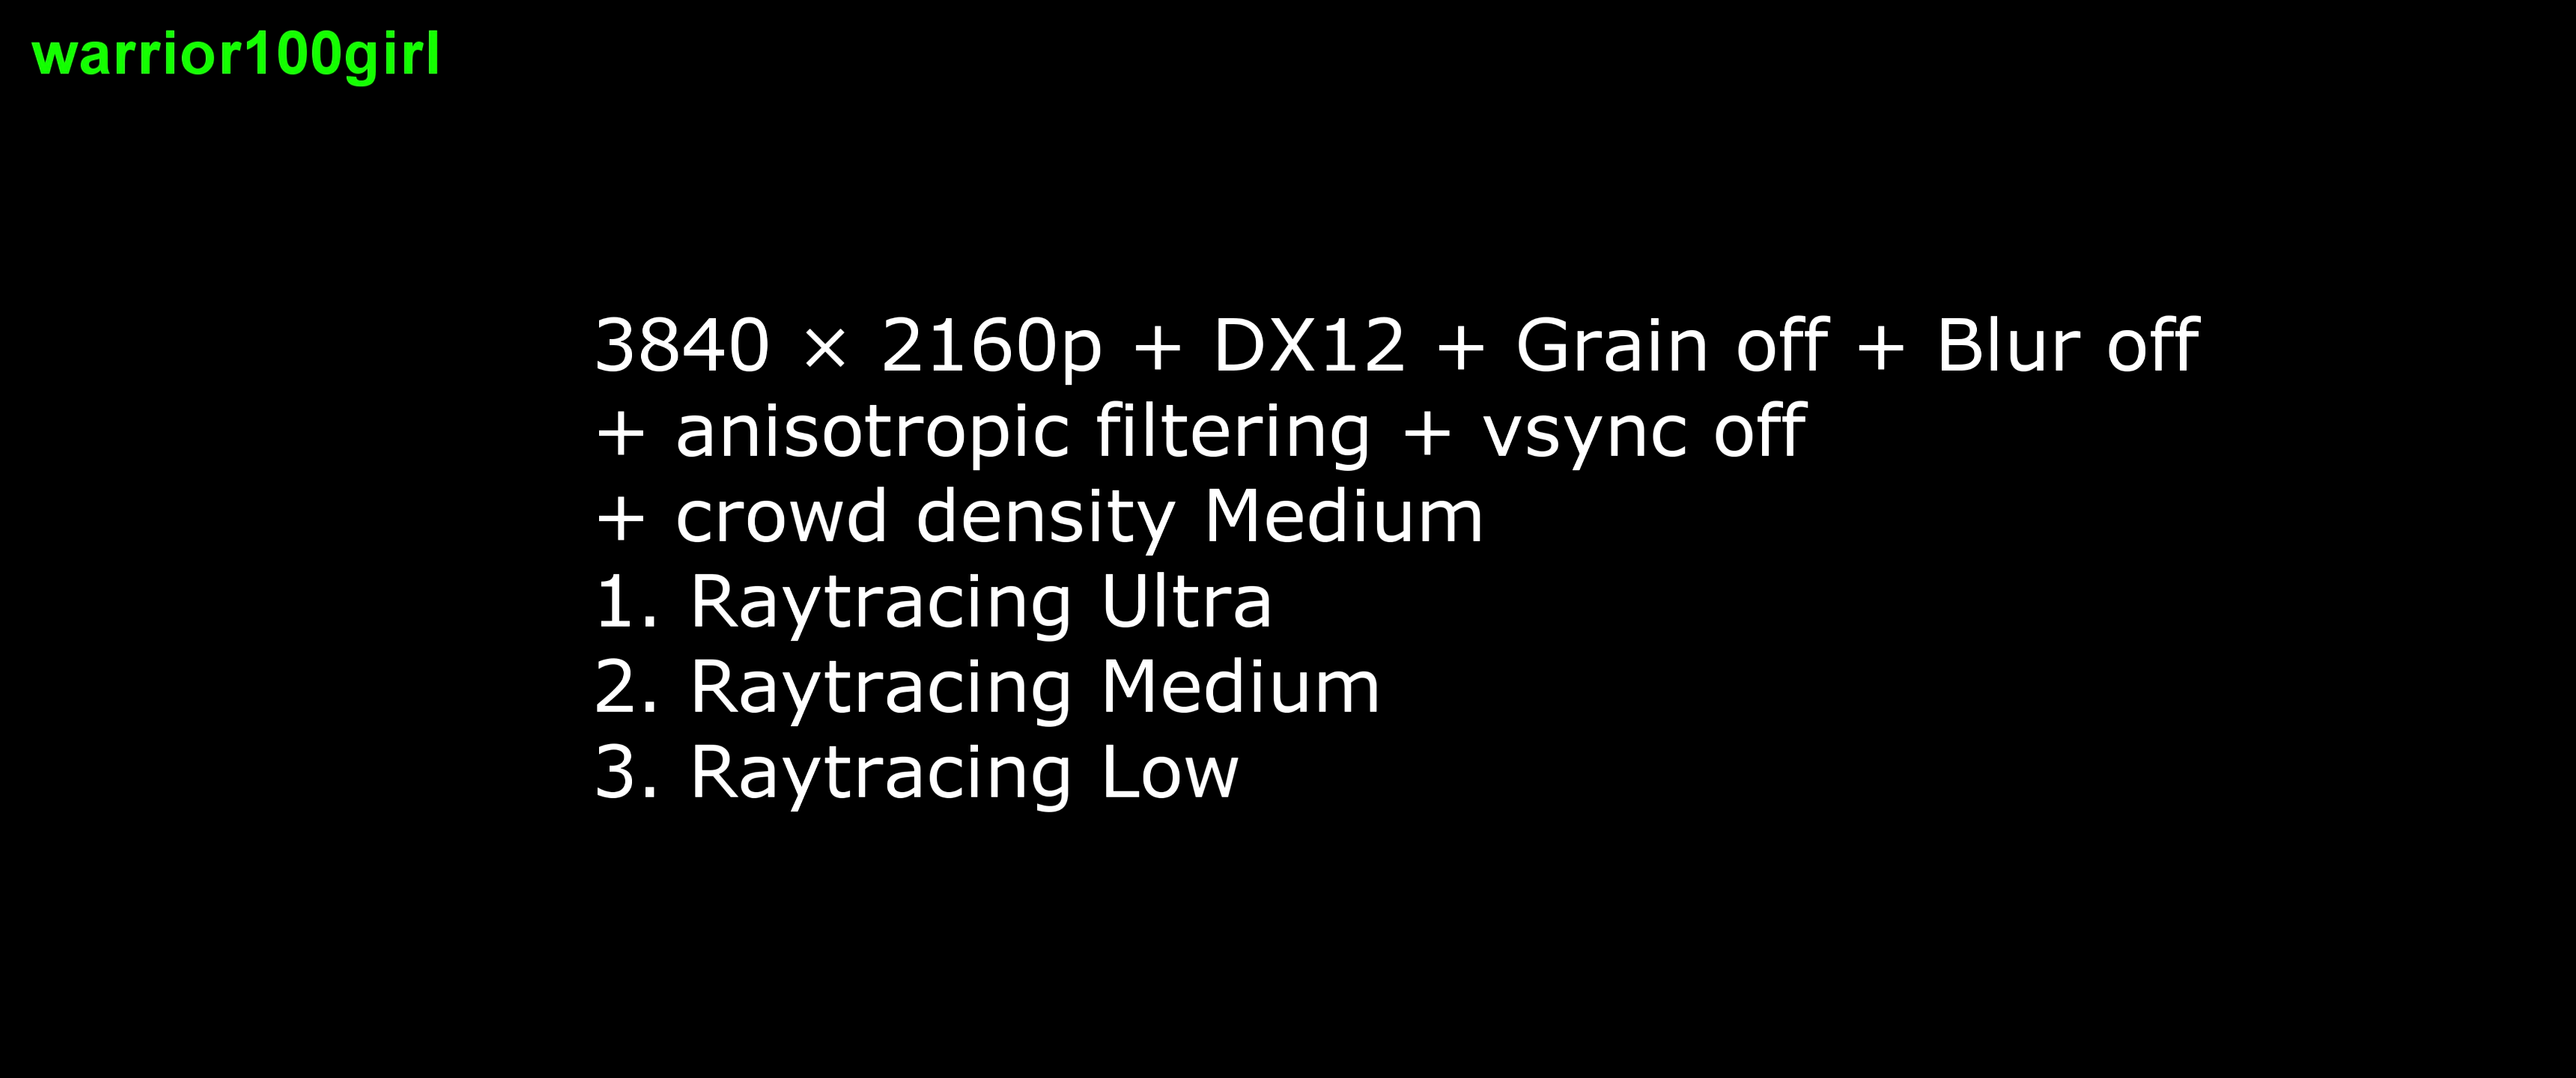 warrior100girl
3840 × 2160p + DX12 + Grain off + Blur off
+ anisotropic filtering + vsync off
+ crowd density Medium
1. Raytracing Ultra
2. Raytracing Medium
3. Raytracing Low